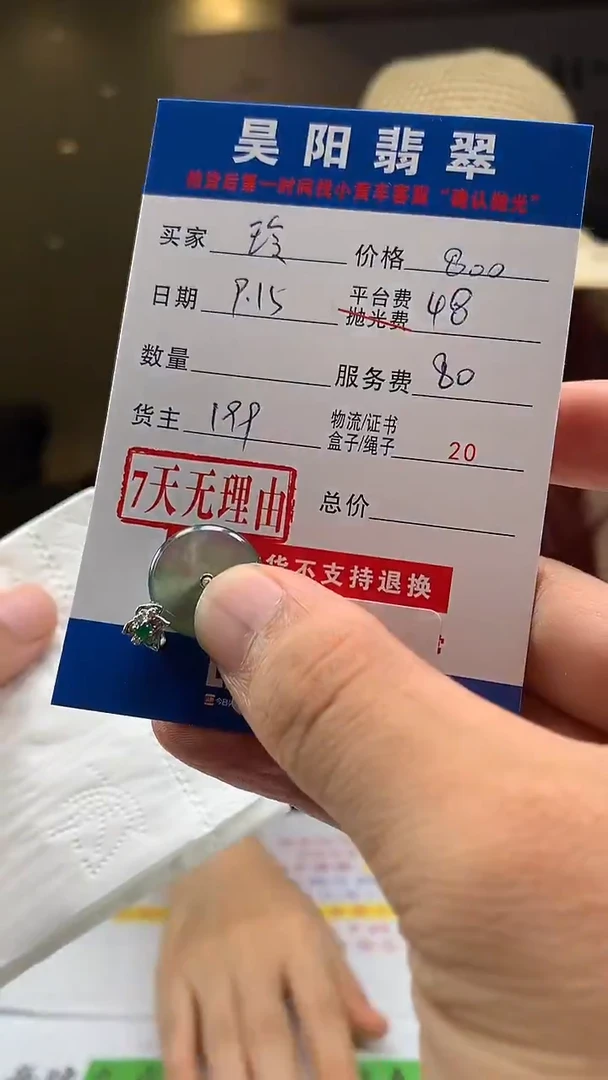 昊阳翡翠
给货后第一时间找小黄车客服“确认抛光”
买家 玲 价格 800
日期 9.15 平台费 48
抛光费
数量 服务费 80
货主 199 物流/证书
盒子/绳子 20
7天无理由 总价
货不支持退换